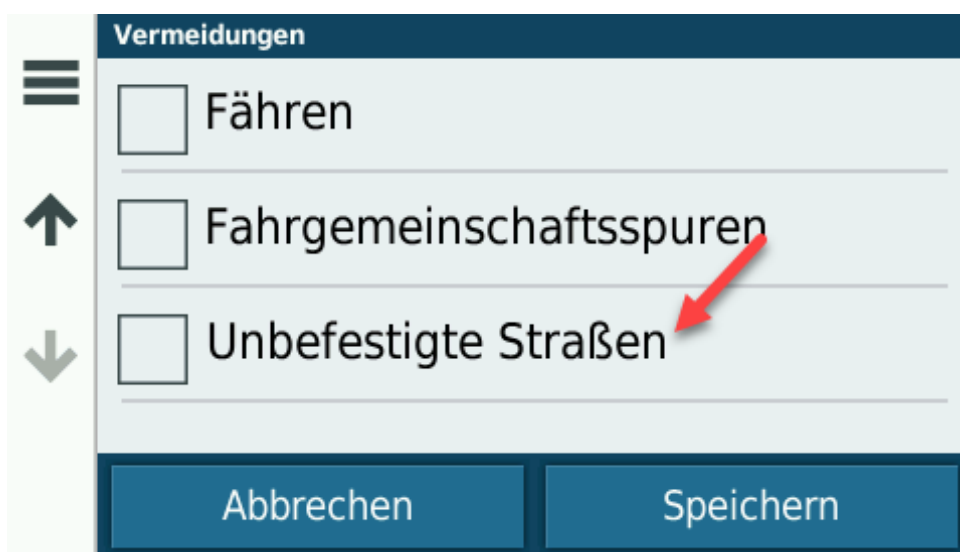 Vermeidungen
Fähren
Fahrgemeinschaftsspuren
Unbefestigte Straßen
Abbrechen
Speichern